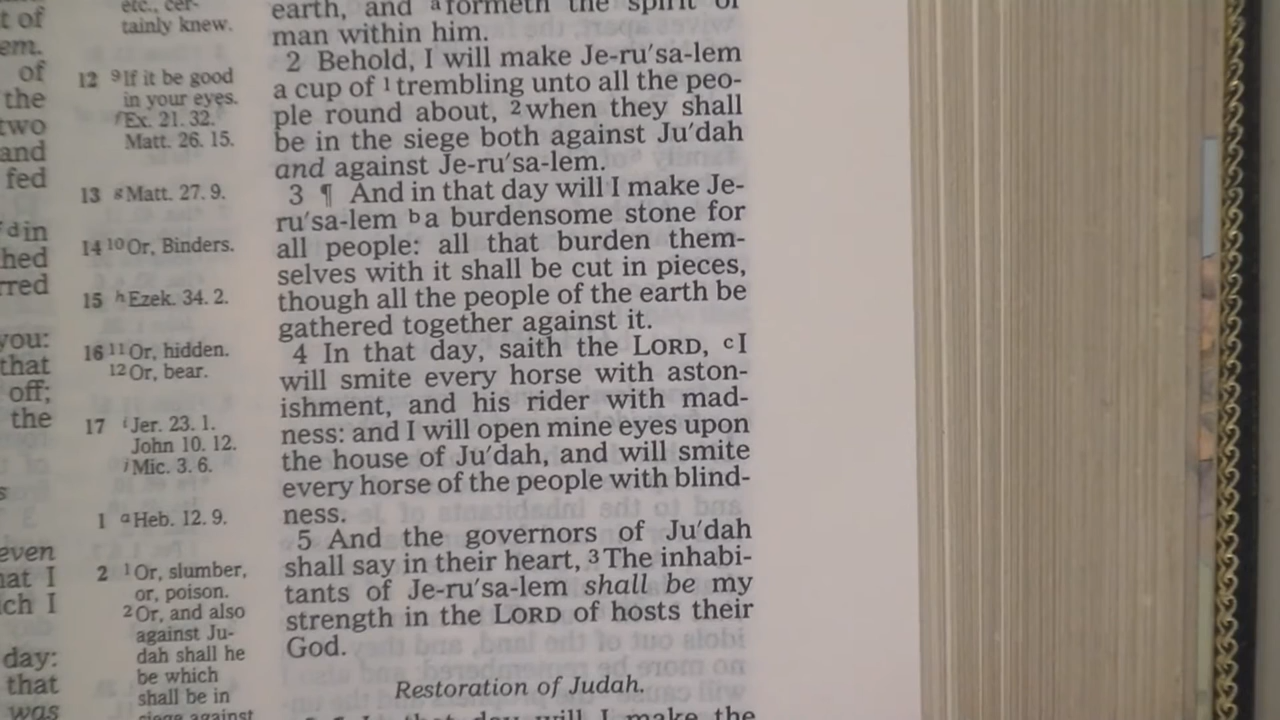 t of
em.
of
the
two
and
fed
din
hed
rred
you:
that
off;
the
s
even
hat I
ch I
day:
that
was
etc., cer-
tainly knew.
12 9 If it be good
in your eyes.
f Ex. 21. 32.
Matt. 26. 15.
13 g Matt. 27. 9.
14 10 Or, Binders.
15 h Ezek. 34. 2.
16 11 Or, hidden.
12 Or, bear.
17 i Jer. 23. 1.
John 10. 12.
j Mic. 3. 6.
1 a Heb. 12. 9.
2 1 Or, slumber,
or, poison.
2 Or, and also
against Ju-
dah shall he
be which
shall be in
siege against
earth, and a formeth the spirit of
man within him.
2 Behold, I will make Je-ru'sa-lem
a cup of 1 trembling unto all the peo-
ple round about, 2 when they shall
be in the siege both against Ju'dah
and against Je-ru'sa-lem.
3 ¶ And in that day will I make Je-
ru'sa-lem b a burdensome stone for
all people: all that burden them-
selves with it shall be cut in pieces,
though all the people of the earth be
gathered together against it.
4 In that day, saith the LORD, c I
will smite every horse with aston-
ishment, and his rider with mad-
ness: and I will open mine eyes upon
the house of Ju'dah, and will smite
every horse of the people with blind-
ness.
5 And the governors of Ju'dah
shall say in their heart, 3 The inhabi-
tants of Je-ru'sa-lem shall be my
strength in the LORD of hosts their
God.
Restoration of Judah.
that day will I make the